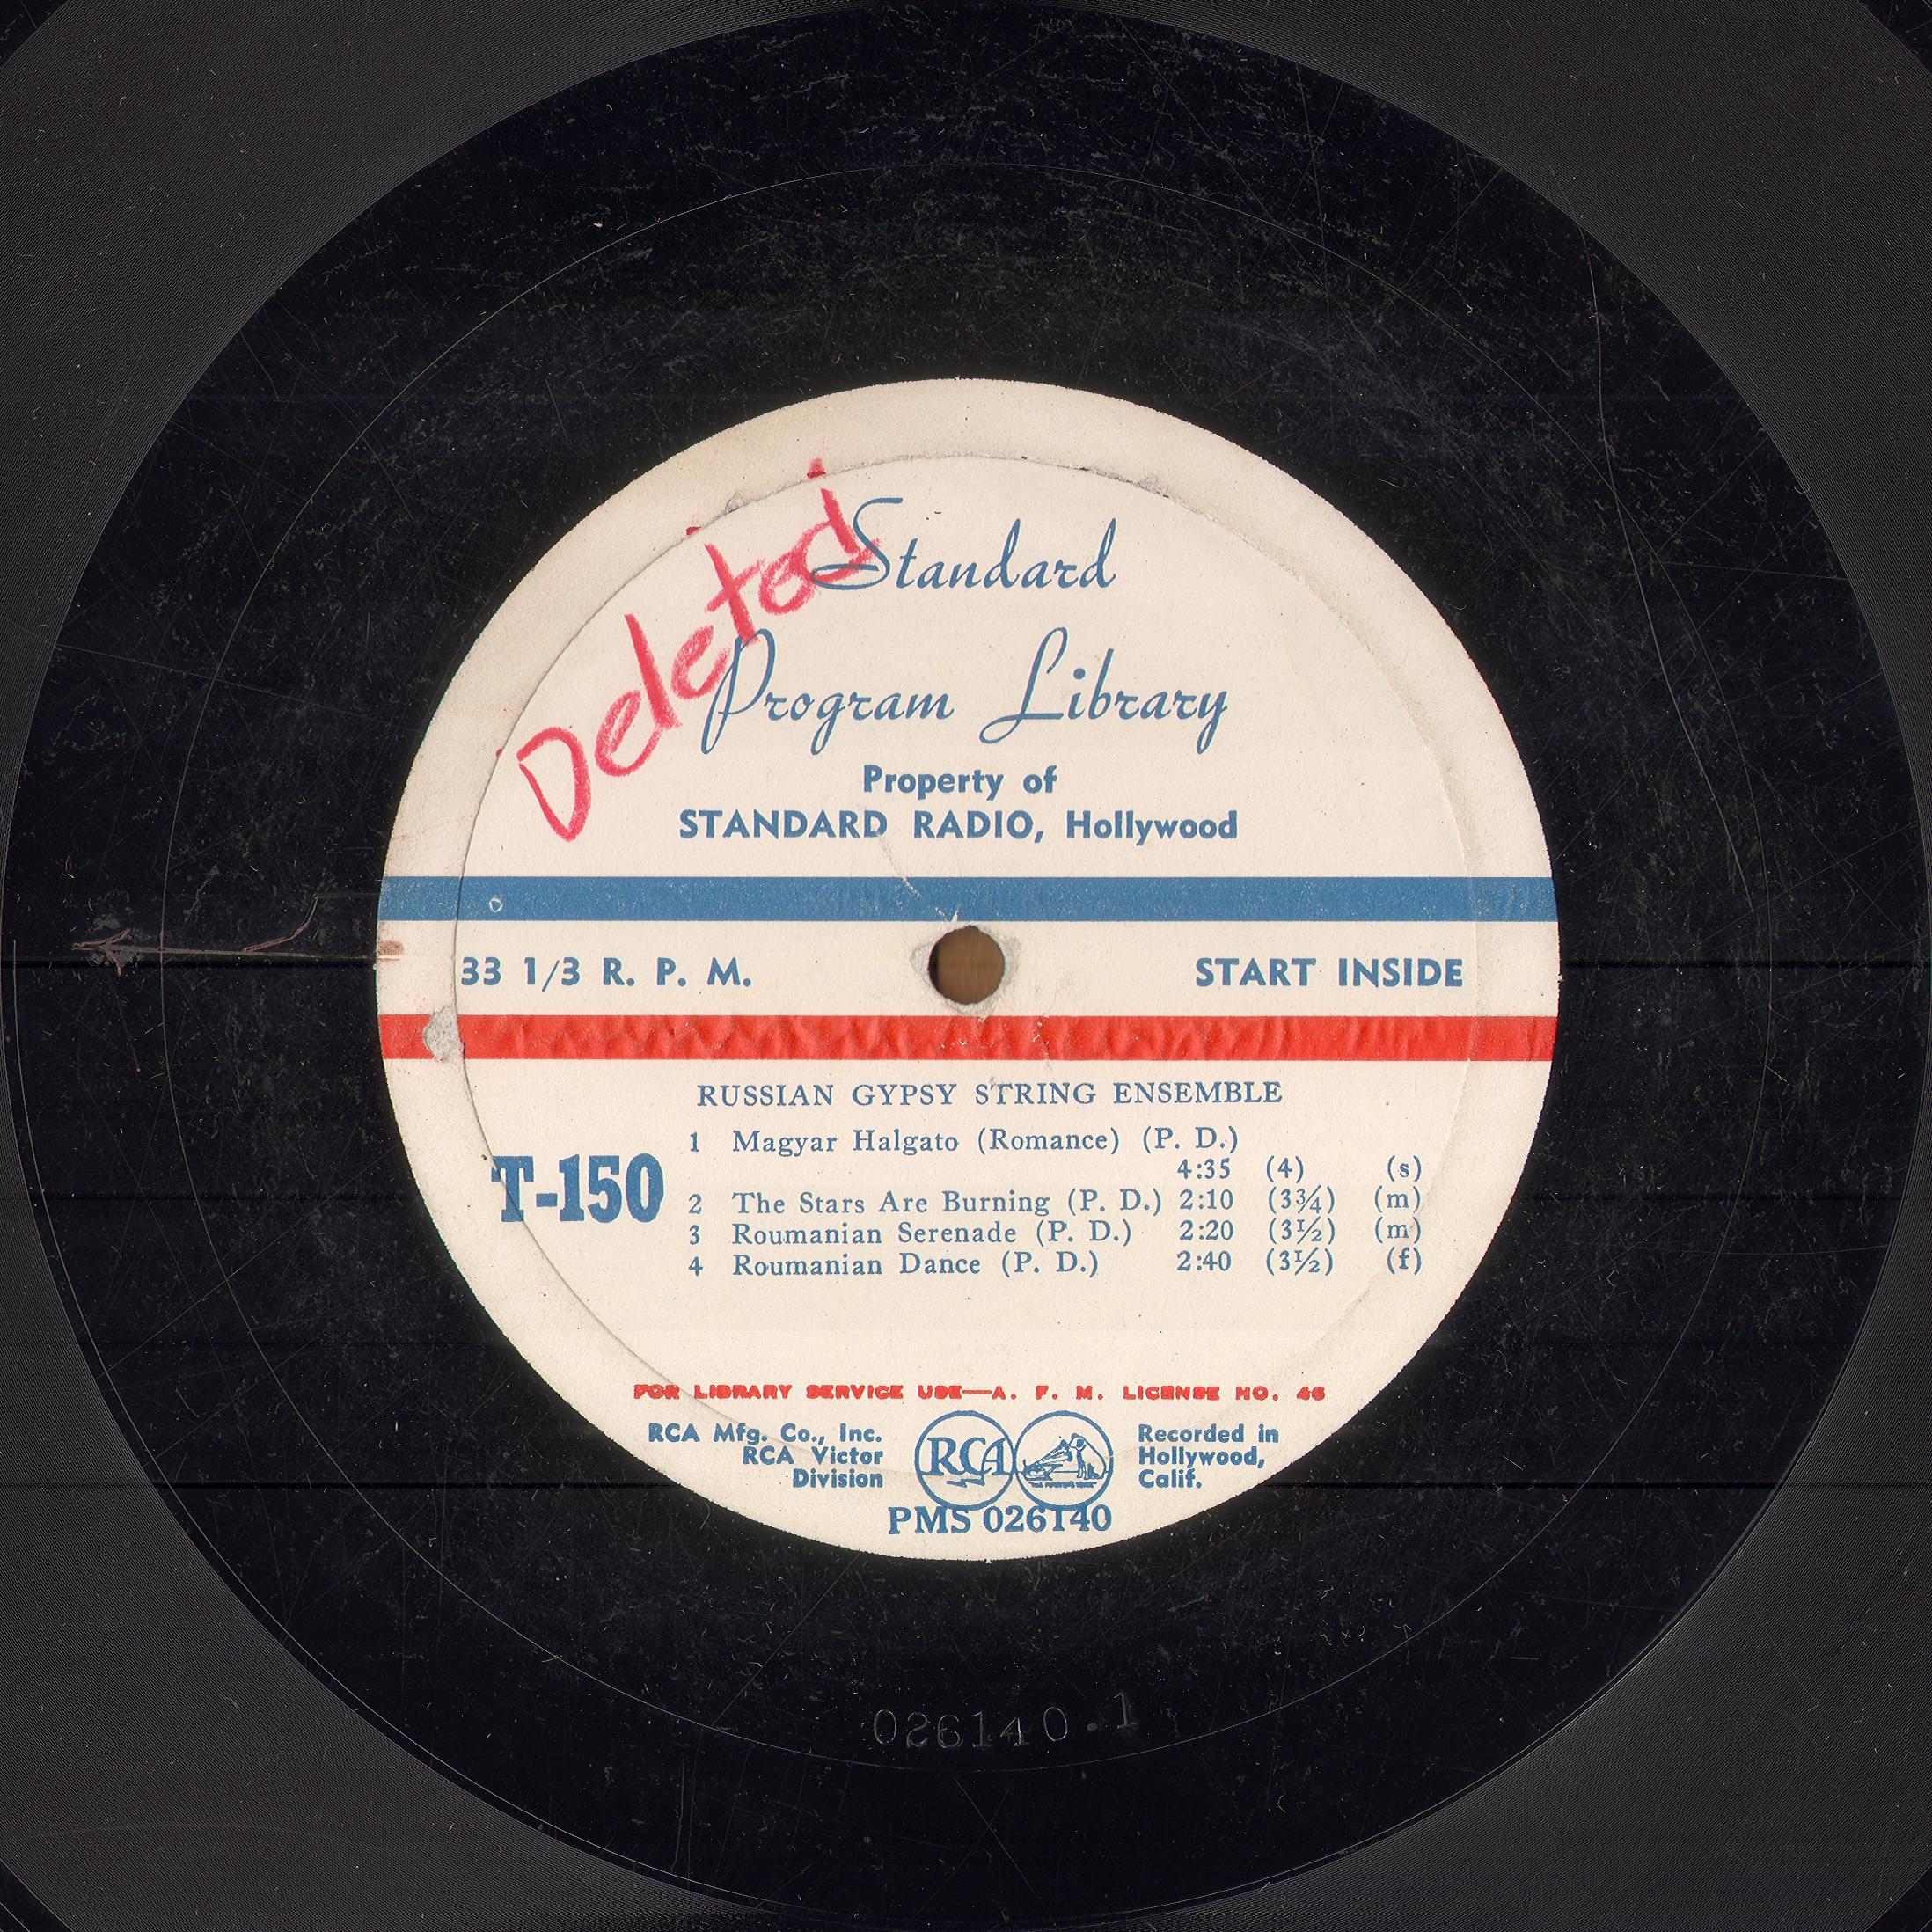 Deleted
Standard
Program Library
Property of
STANDARD RADIO, Hollywood
33 1/3 R. P. M. START INSIDE
RUSSIAN GYPSY STRING ENSEMBLE
T-150
1 Magyar Halgato (Romance) (P. D.)
4:35 (4) (s)
2 The Stars Are Burning (P. D.) 2:10 (3¾) (m)
3 Roumanian Serenade (P. D.) 2:20 (3½) (m)
4 Roumanian Dance (P. D.) 2:40 (3½) (f)
FOR LIBRARY SERVICE USE—A. F. M. LICENSE NO. 46
RCA Mfg. Co., Inc.
RCA Victor
Division
RCA
Recorded in
Hollywood,
Calif.
PMS 026140
026140.1